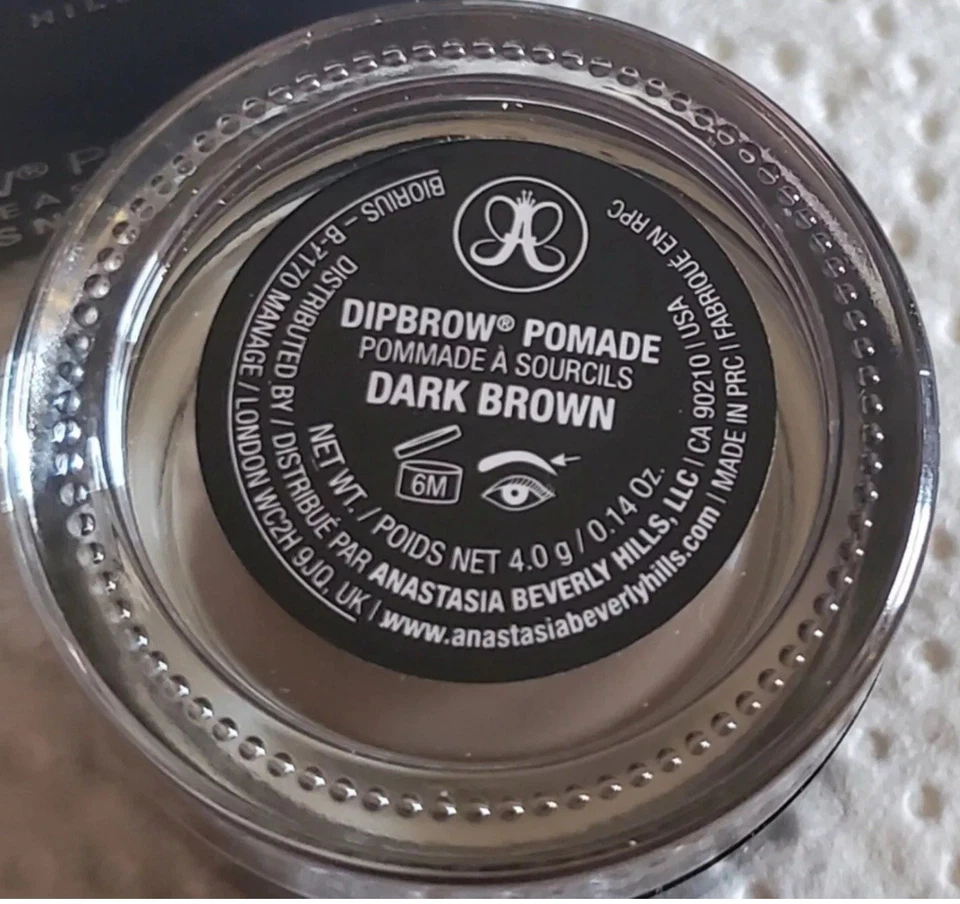 DIPBROW® POMADE
POMMADE À SOURCILS
DARK BROWN
6M
NET WT. / POIDS NET 4.0 g / 0.14 Oz.
DISTRIBUTED BY / DISTRIBUÉ PAR ANASTASIA BEVERLY HILLS, LLC | CA 90210 | USA
BIORIUS – B-7170 MANAGE / LONDON WC2H 9JQ, UK | www.anastasiabeverlyhills.com | MADE IN PRC | FABRIQUÉ EN RPC